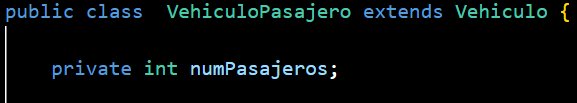 public class  VehiculoPasajero extends Vehiculo {
    private int numPasajeros;